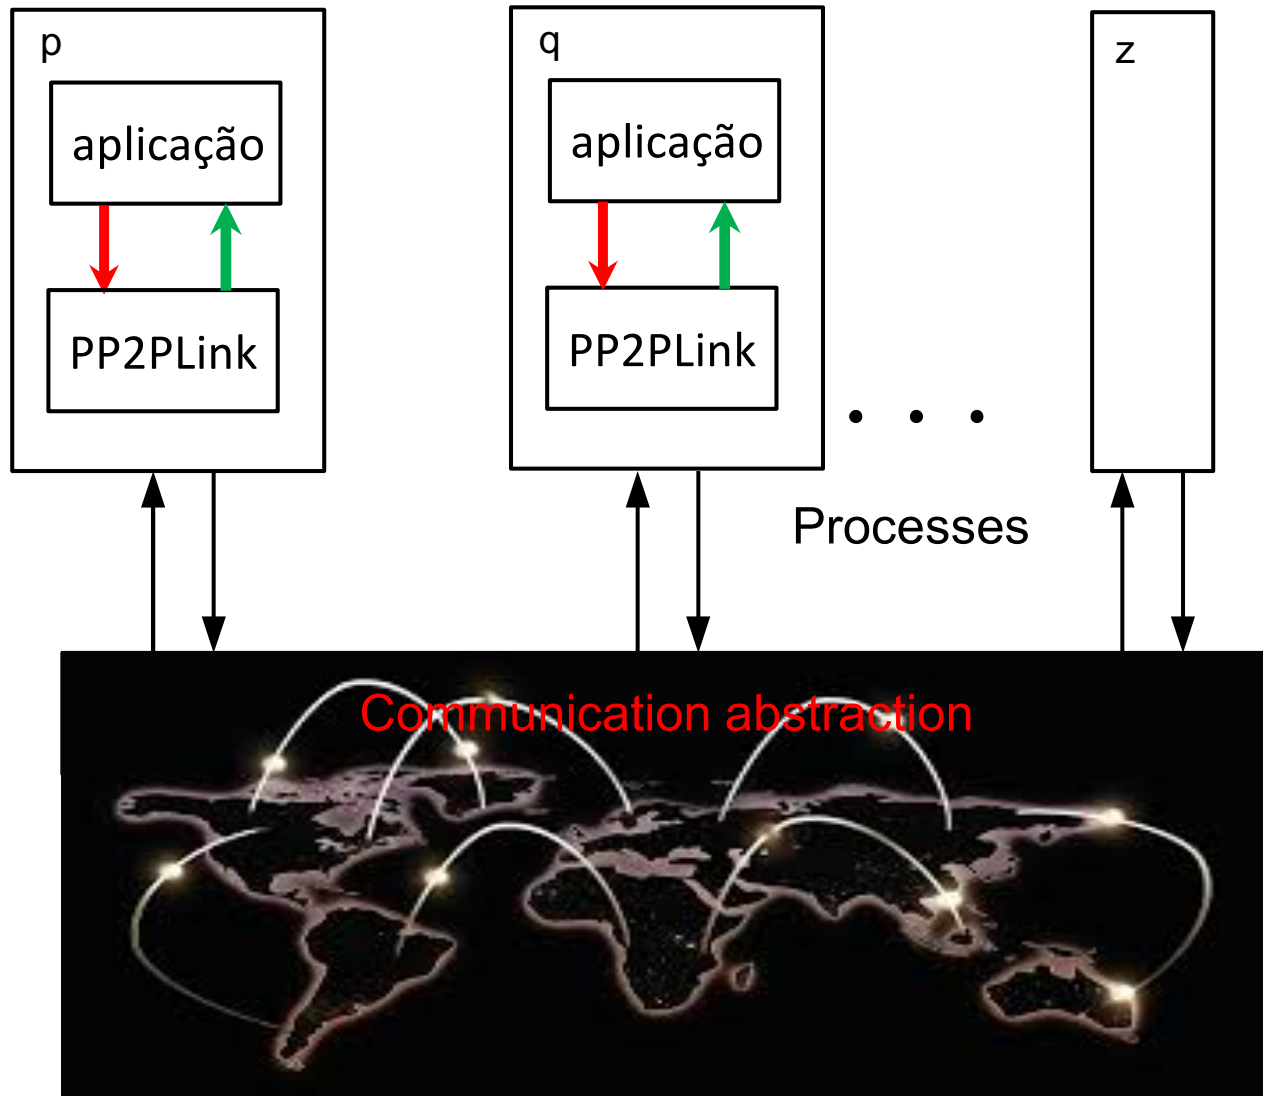 p
aplicação
PP2PLink
q
aplicação
PP2PLink
. . .
z
Processes
Communication abstraction